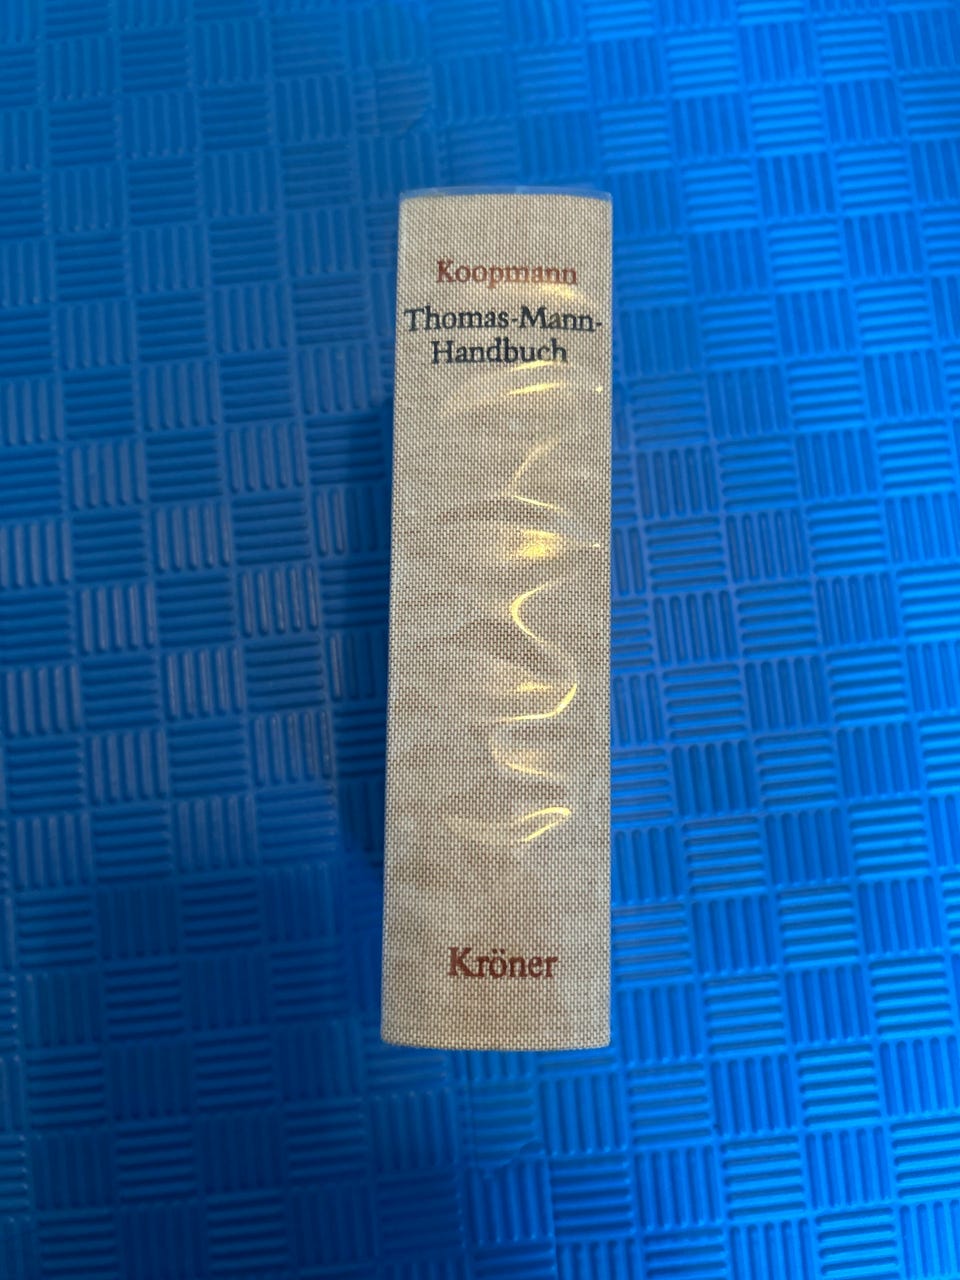 Koopmann
Thomas-Mann-
Handbuch
Kröner